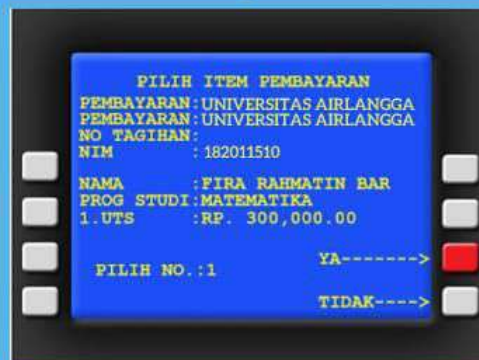 PILIH ITEM PEMBAYARAN
PEMBAYARAN:UNIVERSITAS AIRLANGGA
PEMBAYARAN:UNIVERSITAS AIRLANGGA
NO TAGIHAN:
NIM : 182011510
NAMA :FIRA RAHMATIN BAR
PROG STUDI:MATEMATIKA
1.UTS :RP. 300,000.00
YA------->
PILIH NO.:1
TIDAK---->